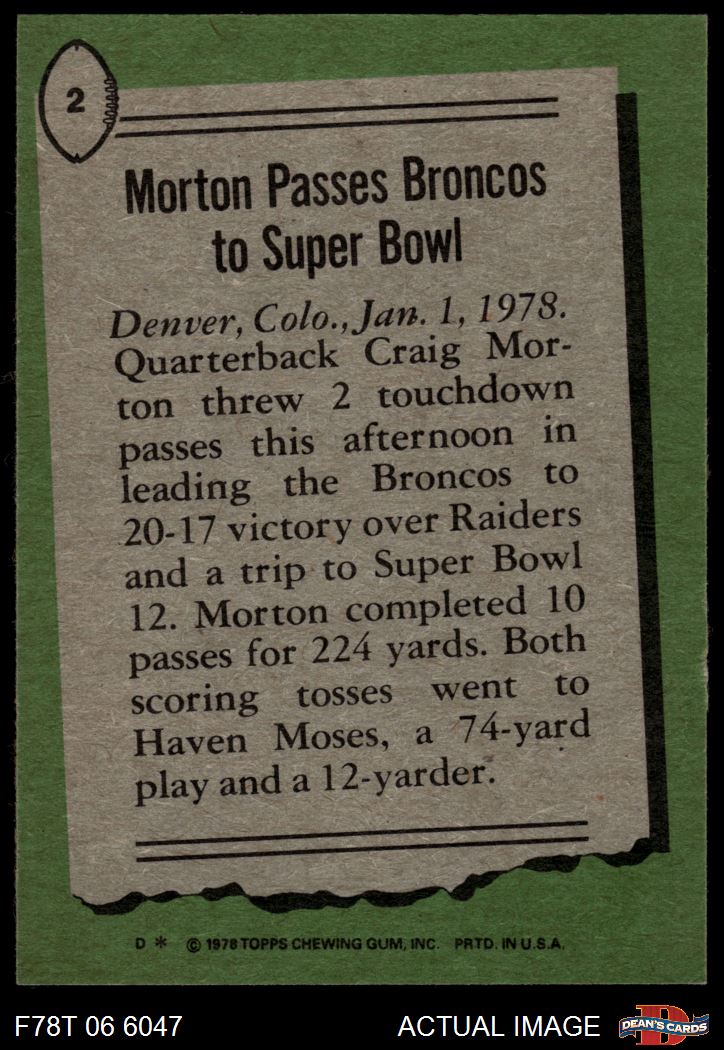 2
Morton Passes Broncos
to Super Bowl
Denver, Colo., Jan. 1, 1978.
Quarterback Craig Mor-
ton threw 2 touchdown
passes this afternoon in
leading the Broncos to
20-17 victory over Raiders
and a trip to Super Bowl
12. Morton completed 10
passes for 224 yards. Both
scoring tosses went to
Haven Moses, a 74-yard
play and a 12-yarder.
D * © 1978 TOPPS CHEWING GUM, INC. PRTD. IN U.S.A.
F78T 06 6047 ACTUAL IMAGE D DEAN'S CARDS